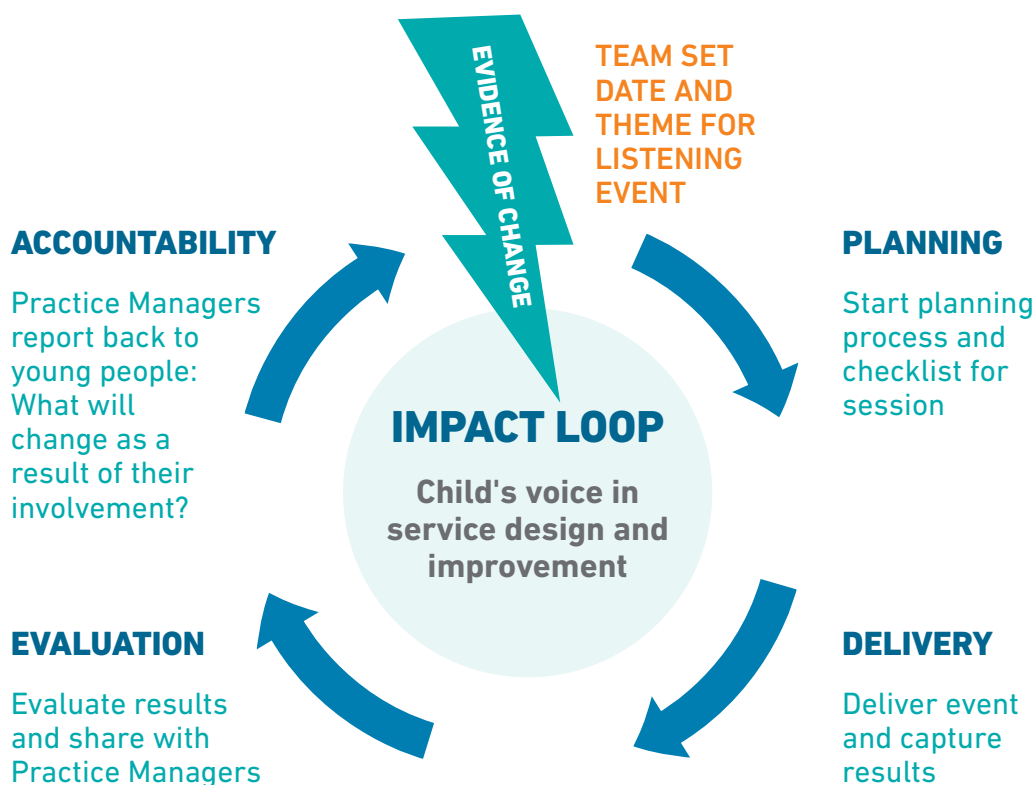 EVIDENCE OF CHANGE
TEAM SET
DATE AND
THEME FOR
LISTENING
EVENT
PLANNING
Start planning
process and
checklist for
session
DELIVERY
Deliver event
and capture
results
EVALUATION
Evaluate results
and share with
Practice Managers
ACCOUNTABILITY
Practice Managers
report back to
young people:
What will
change as a
result of their
involvement?
IMPACT LOOP
Child's voice in
service design and
improvement